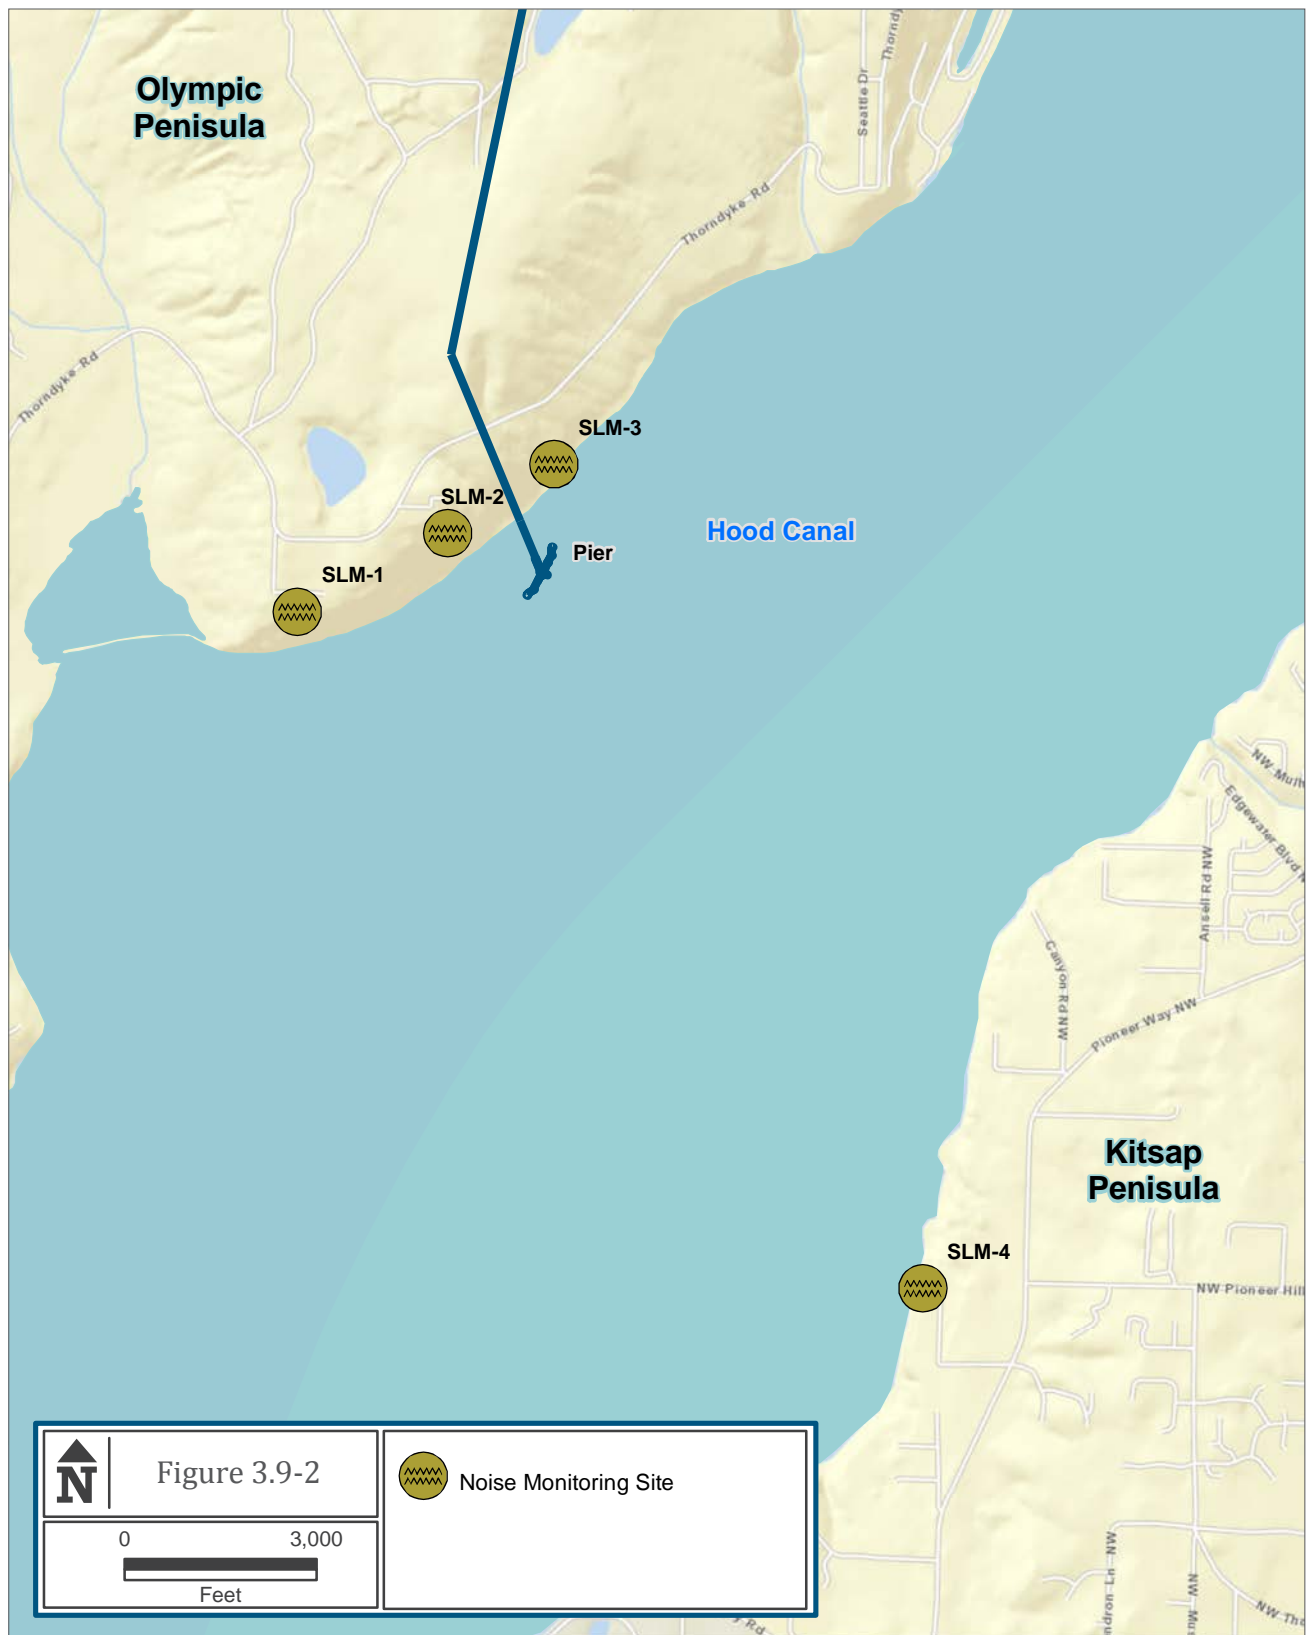 Olympic
Penisula
Seattle Dr
Thorndyke Rd
Thorndyke Rd
SLM-3
SLM-2
Hood Canal
Pier
SLM-1
Edgewater Blvd
Ansell Rd NW
Canyon Rd NW
Pioneer Way NW
Kitsap
Penisula
SLM-4
NW Pioneer Hill
N
Figure 3.9-2
Noise Monitoring Site
0 3,000
Feet